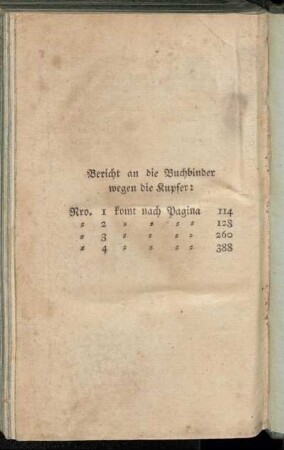 Bericht an die Buchbinder
wegen die Kupfer:
Nro. 1 komt nach Pagina 114
⸗ 2 ⸗ ⸗ ⸗ ⸗ 128
⸗ 3 ⸗ ⸗ ⸗ ⸗ 260
⸗ 4 ⸗ ⸗ ⸗ ⸗ 388